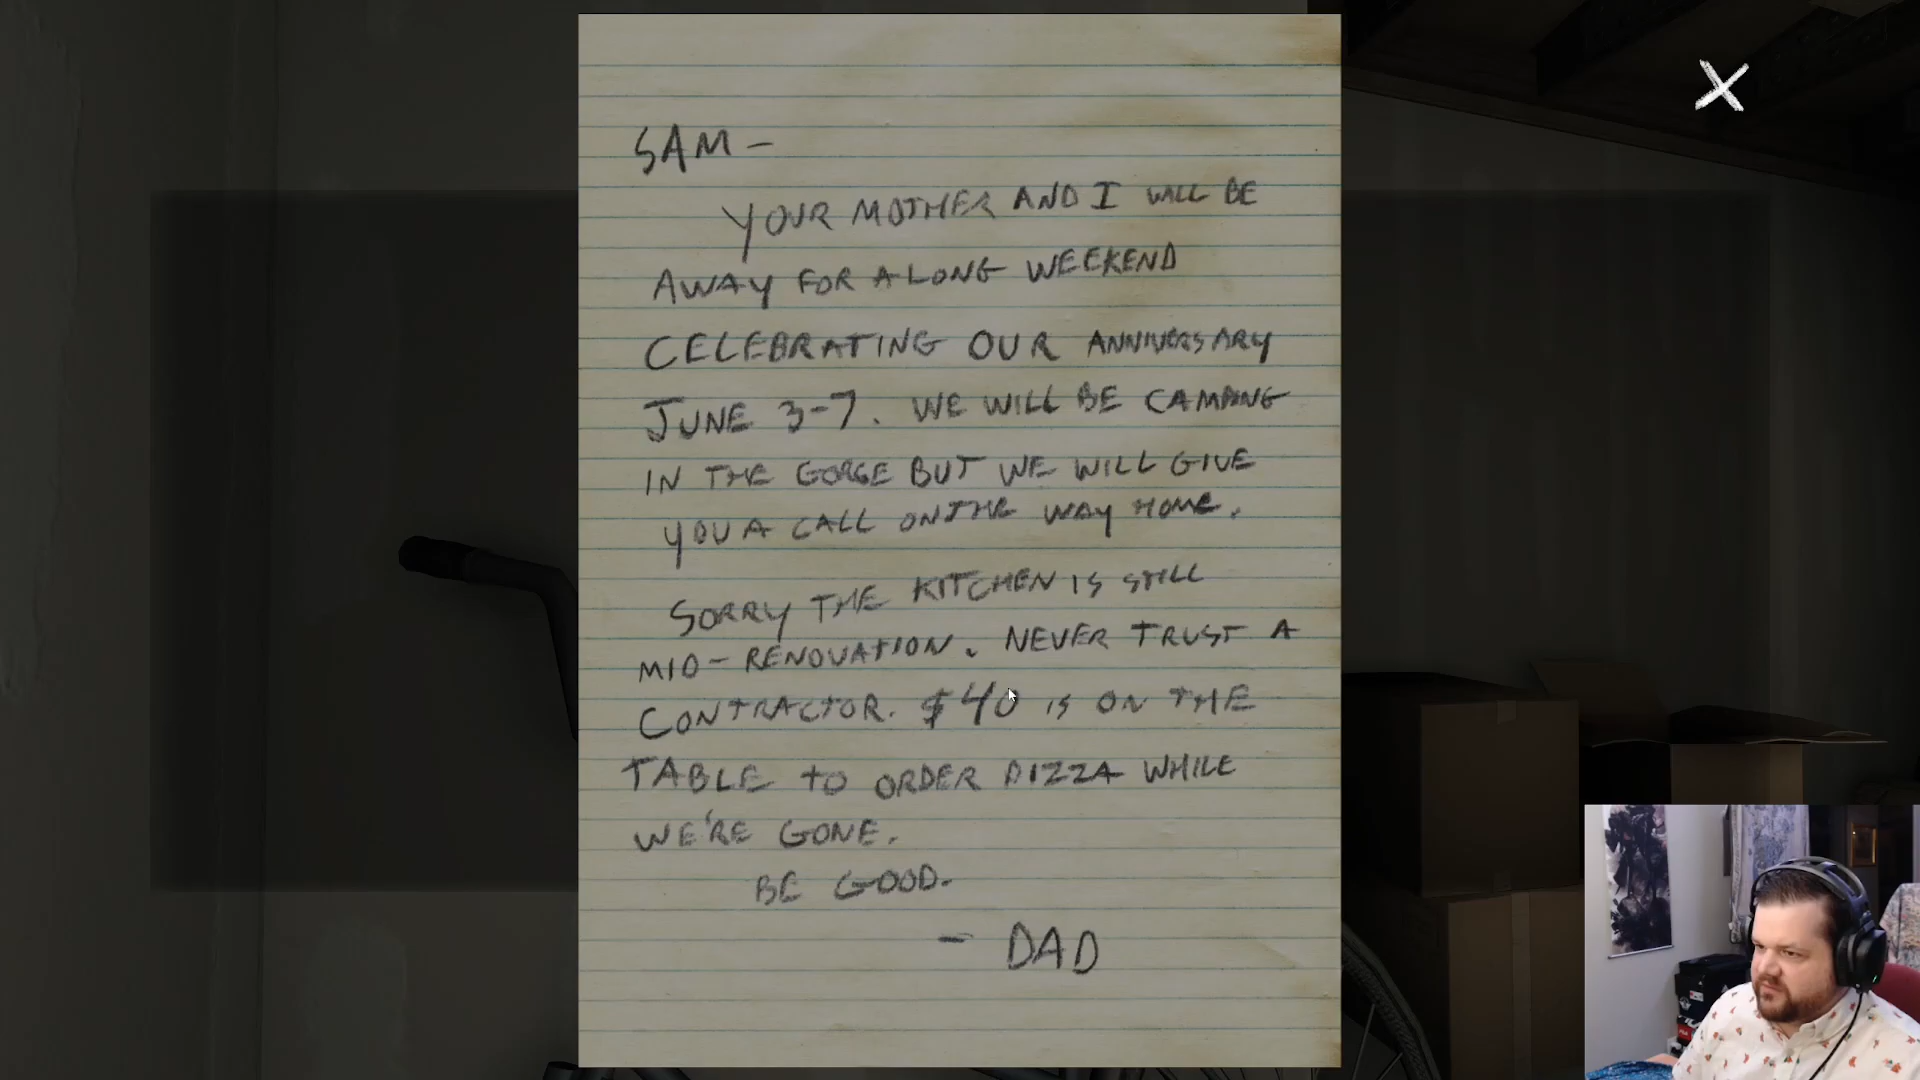 SAM-
YOUR MOTHER AND I WILL BE
AWAY FOR A LONG WEEKEND
CELEBRATING OUR ANNIVERSARY
JUNE 3-7. WE WILL BE CAMPING
IN THE GORGE BUT WE WILL GIVE
YOU A CALL ON THE WAY HOME.
SORRY THE KITCHEN IS STILL
MID-RENOVATION. NEVER TRUST A
CONTRACTOR. $40 IS ON THE
TABLE TO ORDER PIZZA WHILE
WE'RE GONE.
BE GOOD.
- DAD